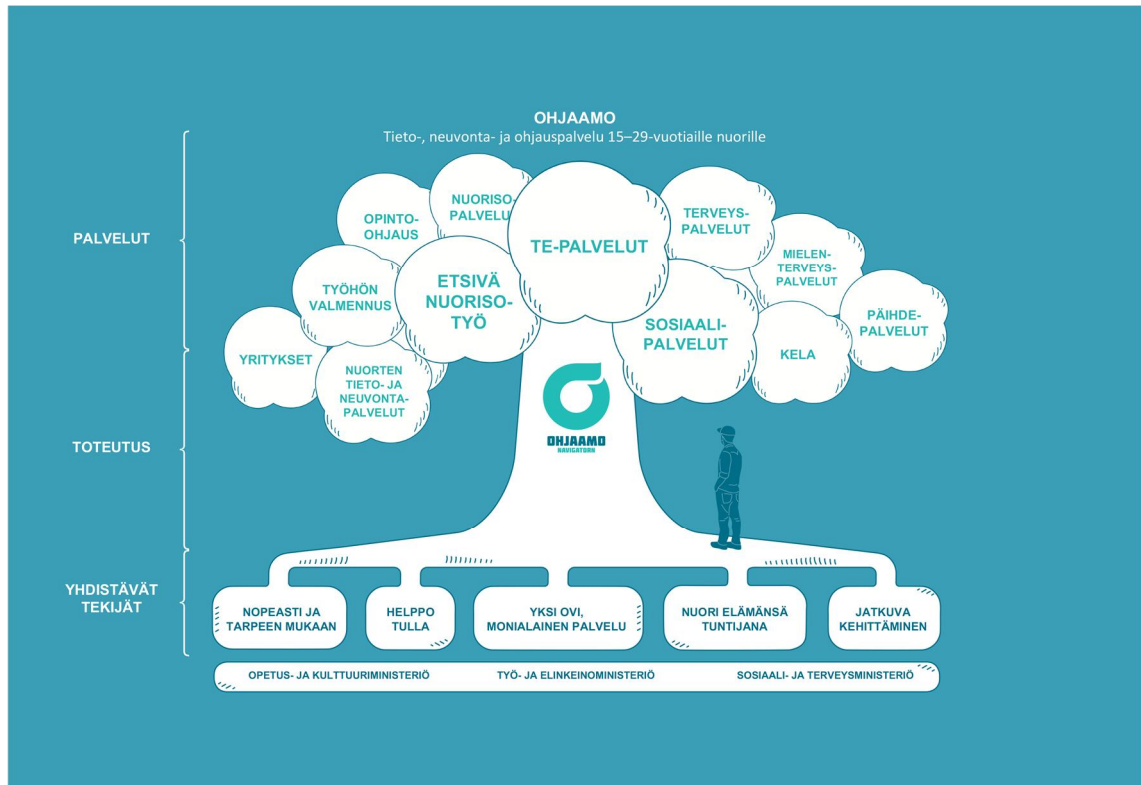 OHJAAMO
Tieto-, neuvonta- ja ohjauspalvelu 15–29-vuotiaille nuorille
PALVELUT
TOTEUTUS
YHDISTÄVÄT
TEKIJÄT
OPINTO-
OHJAUS
NUORISO-
PALVELU
TE-PALVELUT
TERVEYS-
PALVELUT
MIELEN-
TERVEYS-
PALVELUT
PÄIHDE-
PALVELUT
TYÖHÖN
VALMENNUS
ETSIVÄ
NUORISO-
TYÖ
SOSIAALI-
PALVELUT
KELA
YRITYKSET
NUORTEN
TIETO- JA
NEUVONTA-
PALVELUT
OHJAAMO
NAVIGATORN
NOPEASTI JA
TARPEEN MUKAAN
HELPPO
TULLA
YKSI OVI,
MONIALAINEN PALVELU
NUORI ELÄMÄNSÄ
TUNTIJANA
JATKUVA
KEHITTÄMINEN
OPETUS- JA KULTTUURIMINISTERIÖ
TYÖ- JA ELINKEINOMINISTERIÖ
SOSIAALI- JA TERVEYSMINISTERIÖ